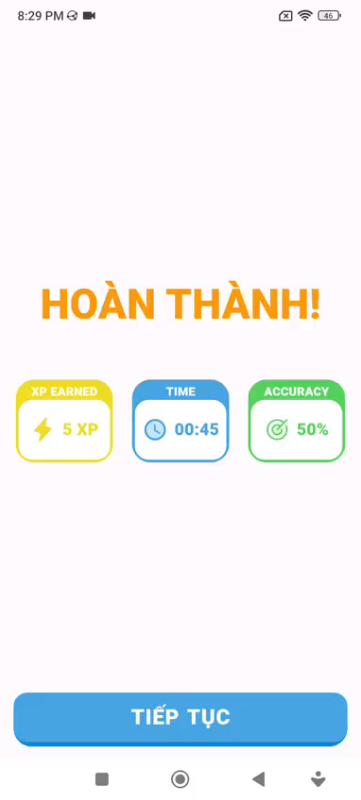 8:29 PM
46
HOÀN THÀNH!
XP EARNED
TIME
ACCURACY
5 XP
00:45
50%
TIẾP TỤC